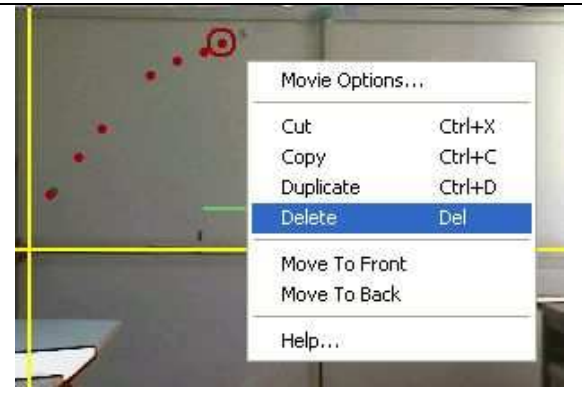 Movie Options...
Cut Ctrl+X
Copy Ctrl+C
Duplicate Ctrl+D
Delete Del
Move To Front
Move To Back
Help...